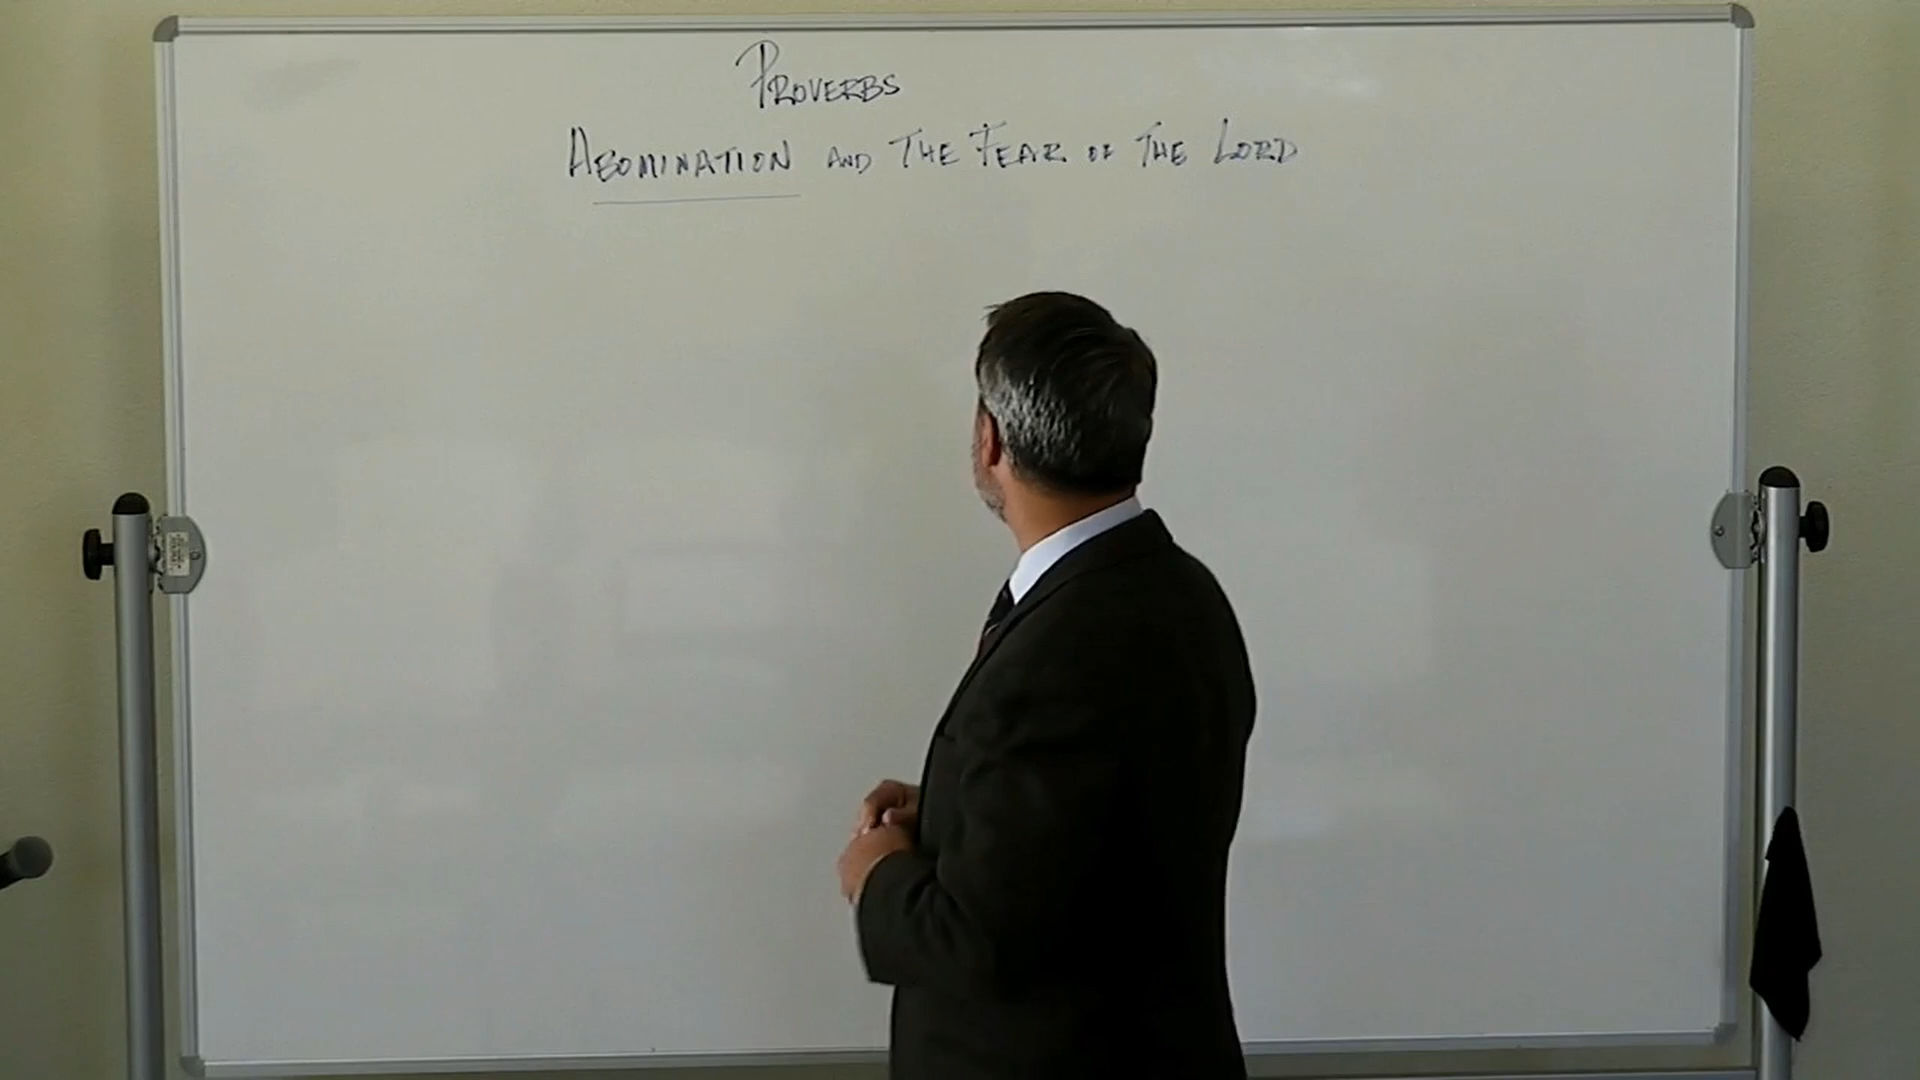 PROVERBS
ABOMINATION AND THE FEAR OF THE LORD